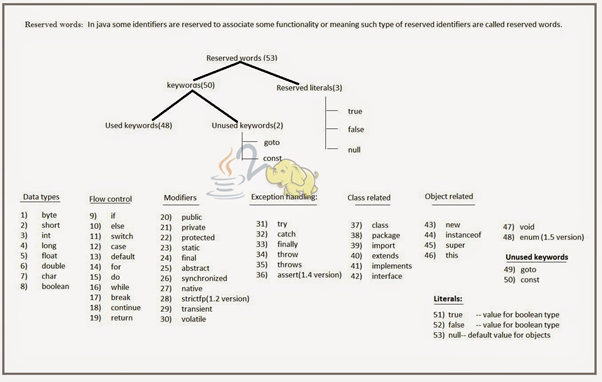 Reserved words: In java some identifiers are reserved to associate some functionality or meaning such type of reserved identifiers are called reserved words.
Reserved words (53)
keywords(50)
Reserved literals(3)
true
false
null
Used keywords(48)
Unused keywords(2)
goto
const
Data types
1) byte
2) short
3) int
4) long
5) float
6) double
7) char
8) boolean
Flow control
9) if
10) else
11) switch
12) case
13) default
14) for
15) do
16) while
17) break
18) continue
19) return
Modifiers
20) public
21) private
22) protected
23) static
24) final
25) abstract
26) synchronized
27) native
28) strictfp(1.2 version)
29) transient
30) volatile
Exception handling:
31) try
32) catch
33) finally
34) throw
35) throws
36) assert(1.4 version)
Class related
37) class
38) package
39) import
40) extends
41) implements
42) interface
Object related
43) new
44) instanceof
45) super
46) this
47) void
48) enum (1.5 version)
Unused keywords
49) goto
50) const
Literals:
51) true -- value for boolean type
52) false -- value for boolean type
53) null-- default value for objects